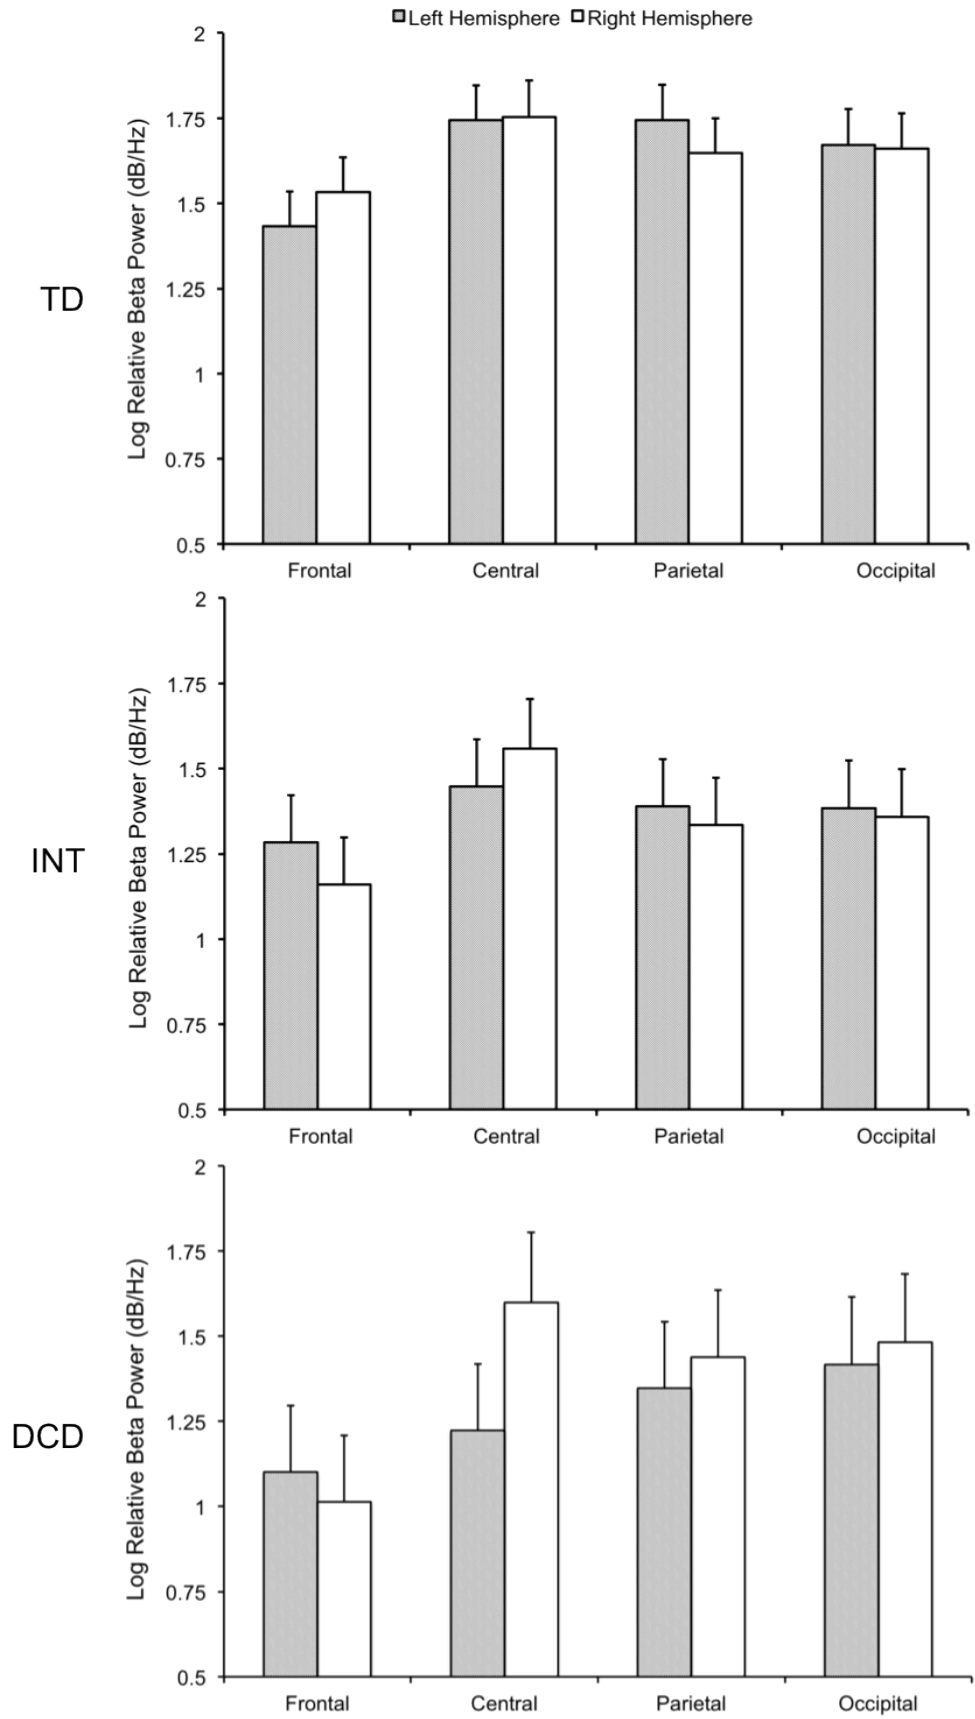 Left Hemisphere Right Hemisphere
TD
Log Relative Beta Power (dB/Hz)
2
1.75
1.5
1.25
1
0.75
0.5
Frontal Central Parietal Occipital
INT
Log Relative Beta Power (dB/Hz)
2
1.75
1.5
1.25
1
0.75
0.5
Frontal Central Parietal Occipital
DCD
Log Relative Beta Power (dB/Hz)
2
1.75
1.5
1.25
1
0.75
0.5
Frontal Central Parietal Occipital